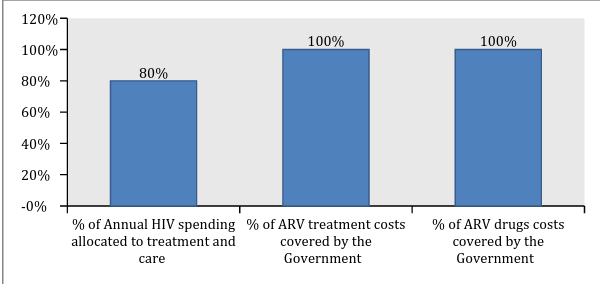 120%
100%
80%
60%
40%
20%
-0%
80%
100%
100%
% of Annual HIV spending
allocated to treatment and
care
% of ARV treatment costs
covered by the
Government
% of ARV drugs costs
covered by the
Government